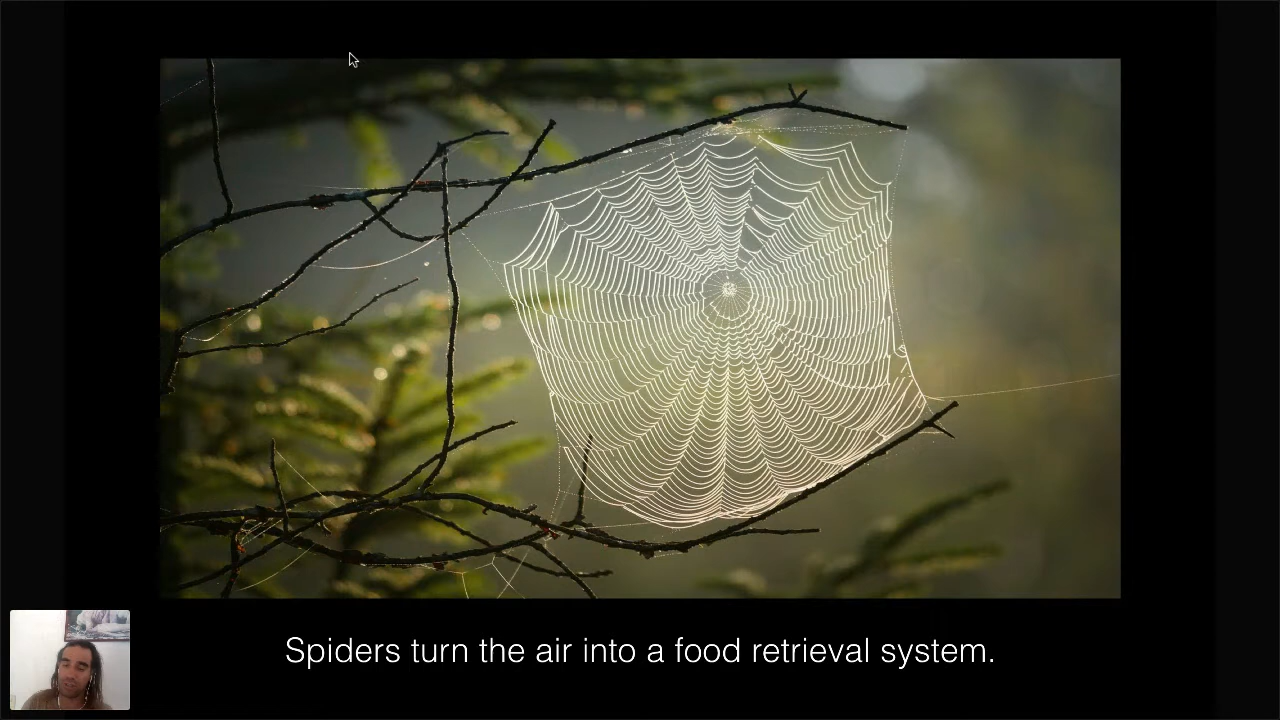 Spiders turn the air into a food retrieval system.